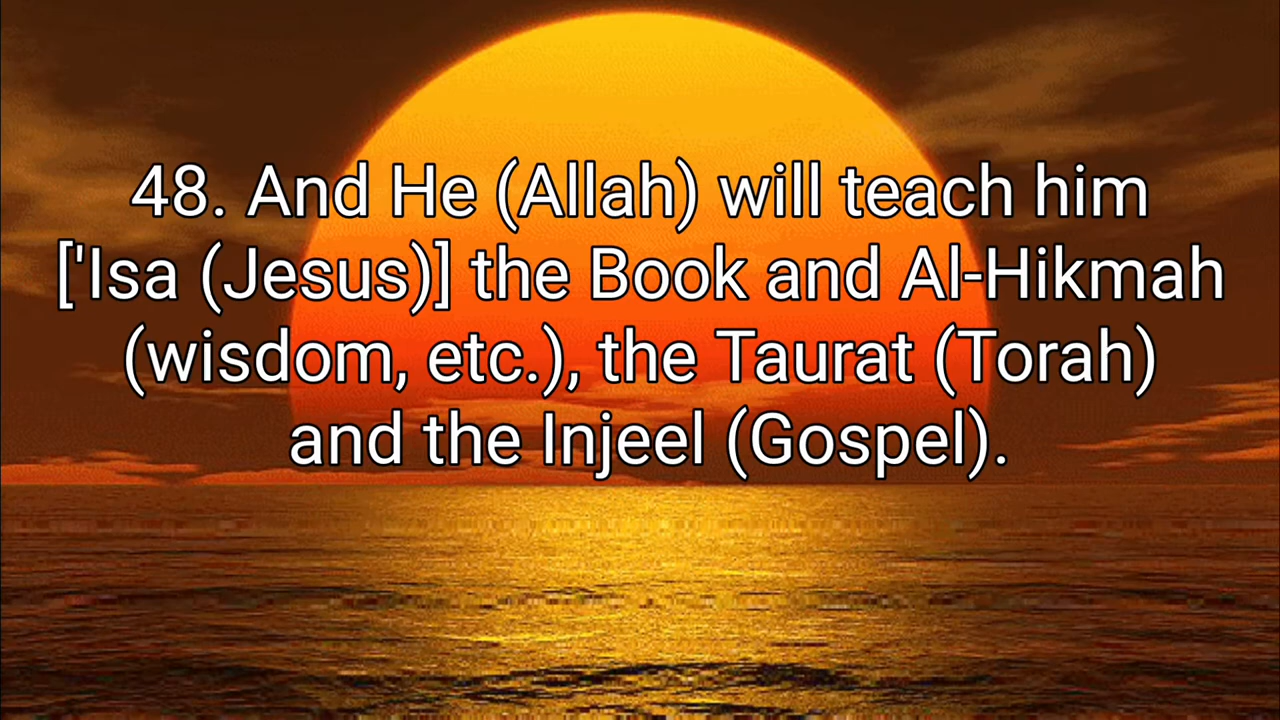 48. And He (Allah) will teach him
['Isa (Jesus)] the Book and Al-Hikmah
(wisdom, etc.), the Taurat (Torah)
and the Injeel (Gospel).